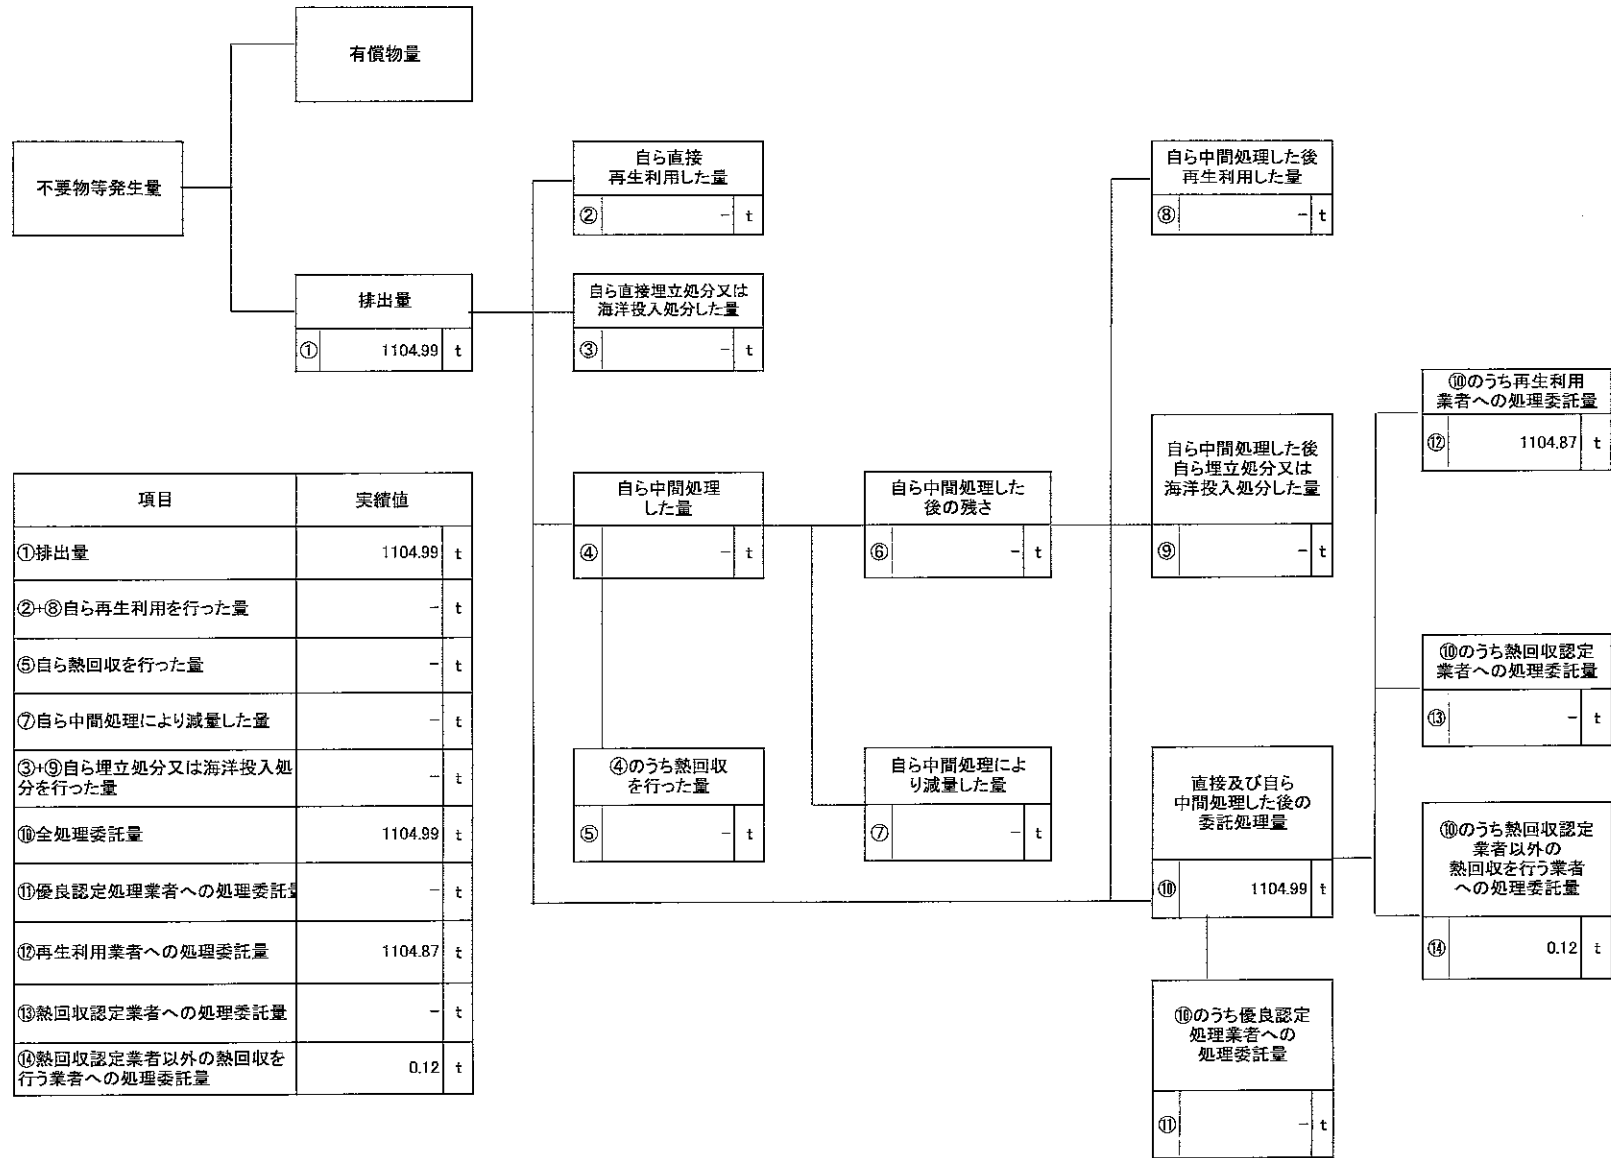 有償物量
不要物等発生量
排出量
① 1104.99 t
自ら直接
再生利用した量
② － t
自ら直接埋立処分又は
海洋投入処分した量
③ － t
自ら中間処理
した量
④ － t
④のうち熱回収
を行った量
⑤ － t
自ら中間処理した
後の残さ
⑥ － t
自ら中間処理によ
り減量した量
⑦ － t
自ら中間処理した後
再生利用した量
⑧ － t
自ら中間処理した後
自ら埋立処分又は
海洋投入処分した量
⑨ － t
直接及び自ら
中間処理した後の
委託処理量
⑩ 1104.99 t
⑩のうち優良認定
処理業者への
処理委託量
⑪ － t
⑩のうち再生利用
業者への処理委託量
⑫ 1104.87 t
⑩のうち熱回収認定
業者への処理委託量
⑬ － t
⑩のうち熱回収認定
業者以外の
熱回収を行う業者
への処理委託量
⑭ 0.12 t
項目 実績値
①排出量 1104.99 t
②+⑧自ら再生利用を行った量 － t
⑤自ら熱回収を行った量 － t
⑦自ら中間処理により減量した量 － t
③+⑨自ら埋立処分又は海洋投入処
分を行った量 － t
⑩全処理委託量 1104.99 t
⑪優良認定処理業者への処理委託量 － t
⑫再生利用業者への処理委託量 1104.87 t
⑬熱回収認定業者への処理委託量 － t
⑭熱回収認定業者以外の熱回収を
行う業者への処理委託量 0.12 t